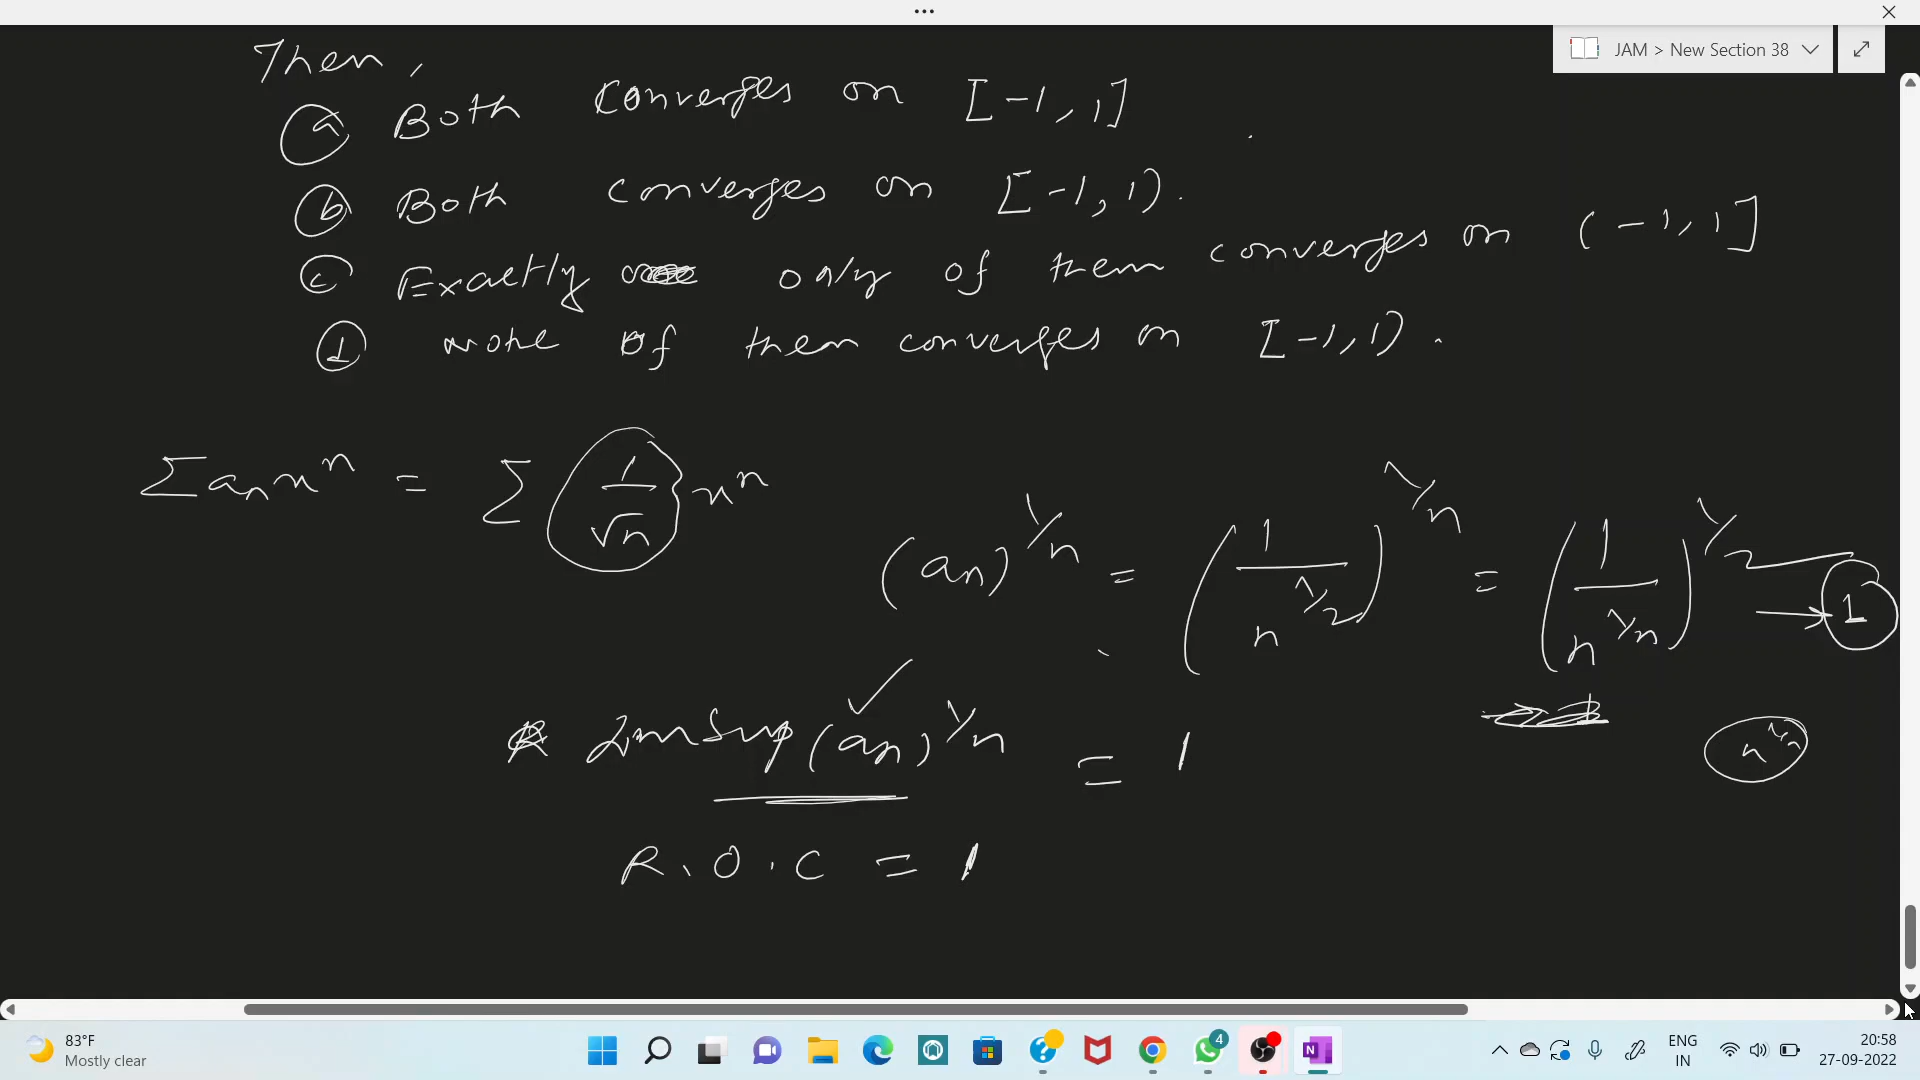 JAM > New Section 38
Then,
(a) Both converges on [-1, 1]
(b) Both converges on [-1, 1).
(c) Exactly only of them converges on (-1, 1]
(d) none of them converges on [-1, 1).
Σ aₙxⁿ = Σ (1/√n) xⁿ
(aₙ)^1/n = (1/n^1/2)^1/n = (1/n^1/n)^1/2 → 1
Lim Sup (aₙ)^1/n = 1
n^1/n
R.O.C = 1
83°F
Mostly clear
4
ENG
IN
20:58
27-09-2022